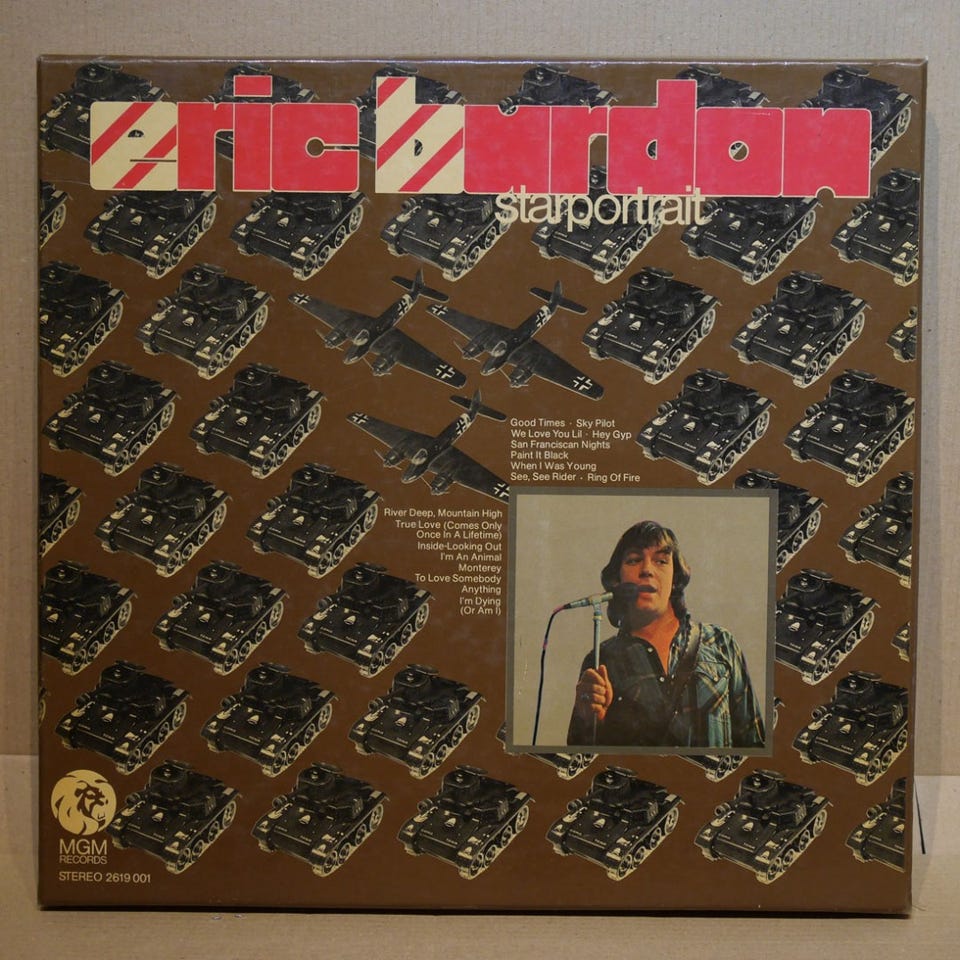 eric burdon
starportrait
Good Times · Sky Pilot
We Love You Lil · Hey Gyp
San Franciscan Nights
Paint It Black
When I Was Young
See, See Rider · Ring Of Fire
River Deep, Mountain High
True Love (Comes Only
Once In A Lifetime)
Inside-Looking Out
I'm An Animal
Monterey
To Love Somebody
Anything
I'm Dying
(Or Am I)
MGM
RECORDS
STEREO 2619 001